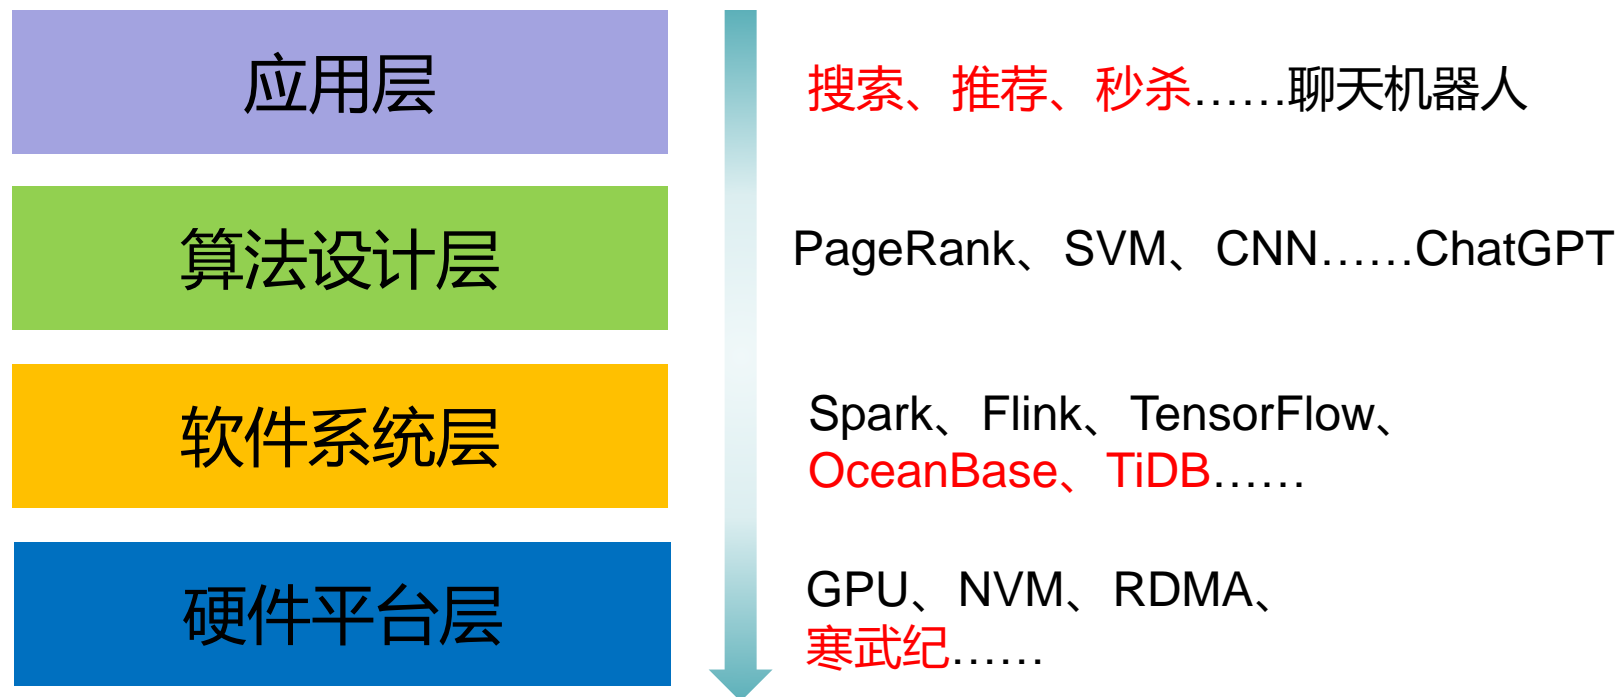 应用层
搜索、推荐、秒杀……聊天机器人
算法设计层
PageRank、SVM、CNN……ChatGPT
软件系统层
Spark、Flink、TensorFlow、
OceanBase、TiDB……
硬件平台层
GPU、NVM、RDMA、
寒武纪……